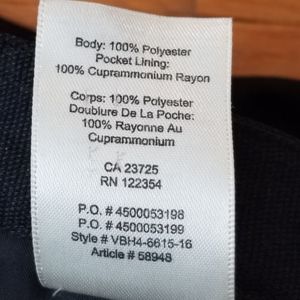 Body: 100% Polyester
Pocket Lining:
100% Cuprammonium Rayon
Corps: 100% Polyester
Doublure De La Poche:
100% Rayonne Au
Cuprammonium
CA 23725
RN 122354
P.O. # 4500053198
P.O. # 4500053199
Style # VBH4-6615-16
Article # 58948